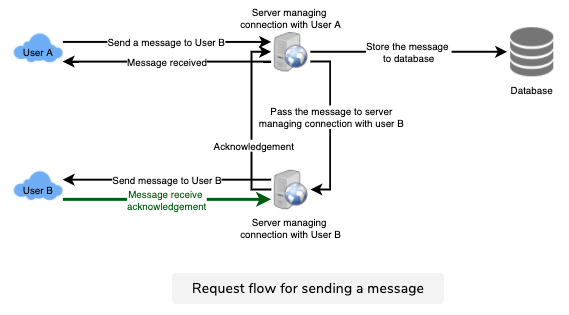 Server managing
connection with User A
User A
Send a message to User B
Message received
Store the message
to database
Database
Pass the message to server
managing connection with user B
Acknowledgement
User B
Send message to User B
Message receive
acknowledgement
Server managing
connection with User B
Request flow for sending a message